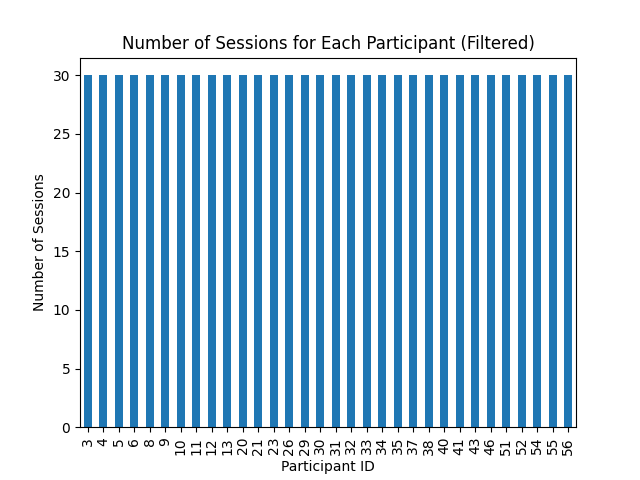 Number of Sessions for Each Participant (Filtered)
Number of Sessions
30
25
20
15
10
5
0
3 4 5 6 8 9 10 11 12 13 20 21 23 26 29 30 31 32 33 34 35 37 38 40 41 43 46 51 52 54 55 56
Participant ID